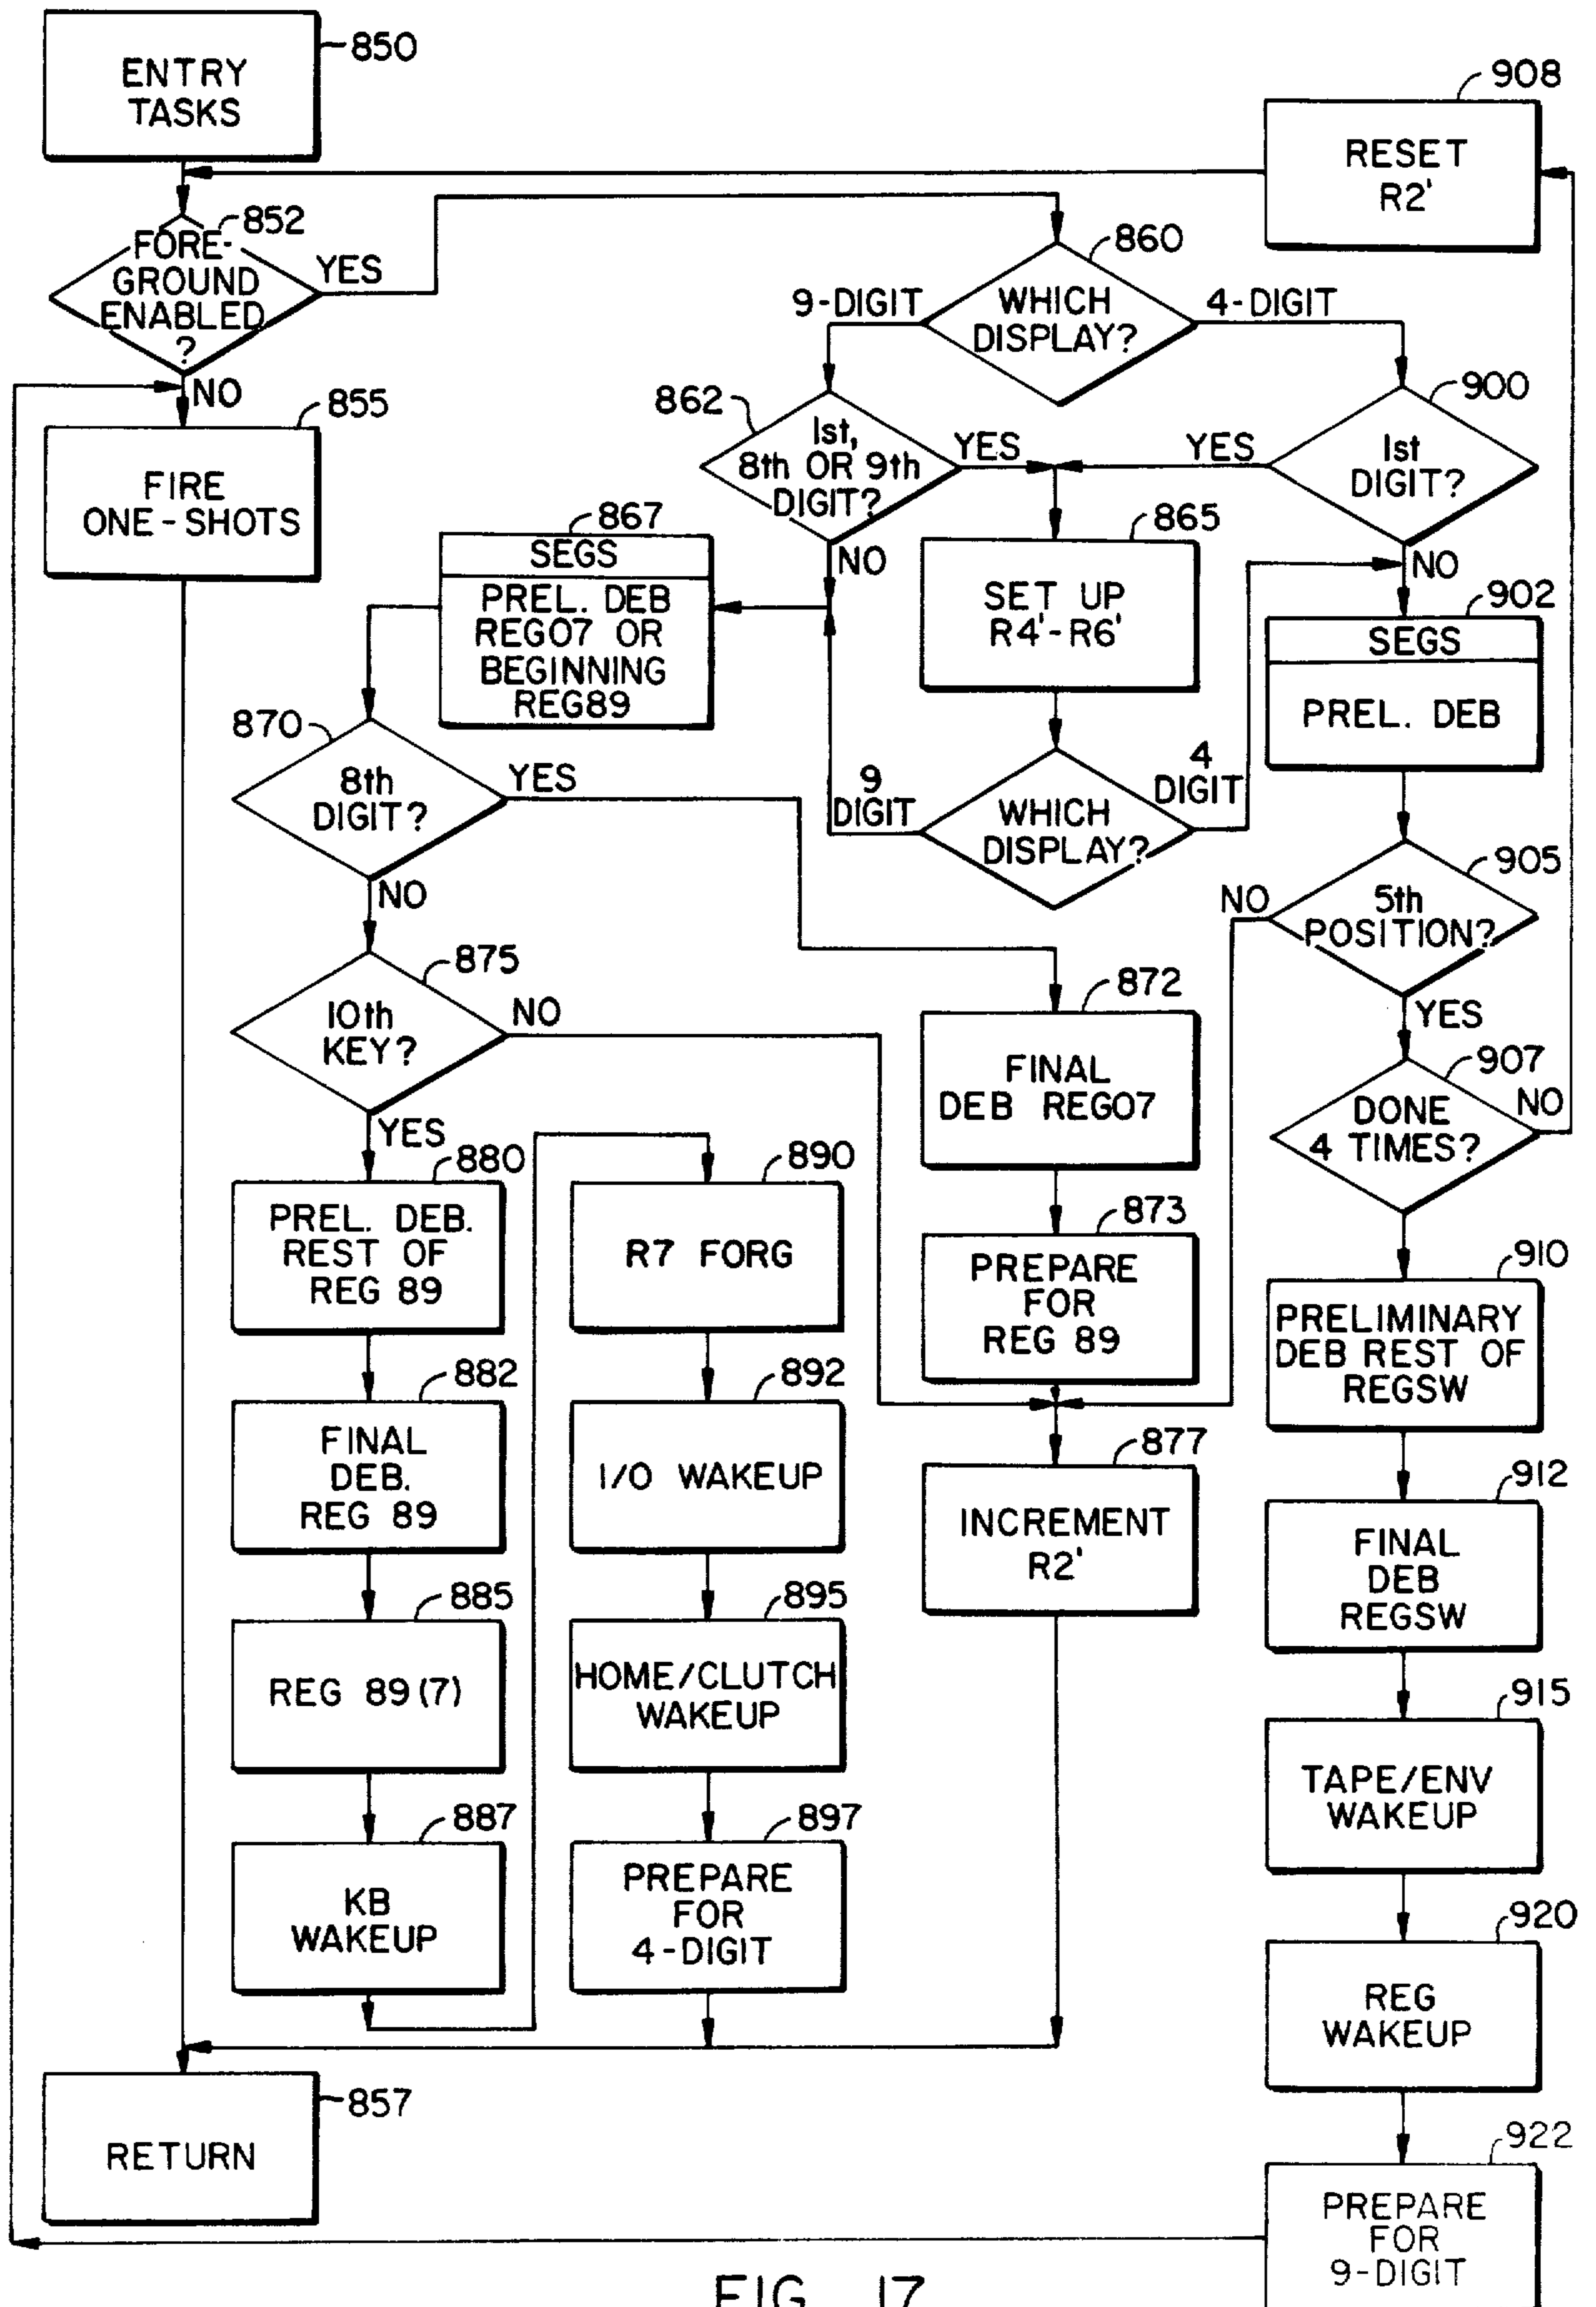 850
ENTRY
TASKS
908
RESET
R2'
852
FORE-
GROUND
ENABLED
?
YES
NO
860
9-DIGIT
WHICH
DISPLAY?
4-DIGIT
855
FIRE
ONE-SHOTS
862
1st,
8th OR 9th
DIGIT?
YES
NO
900
YES
1st
DIGIT?
NO
867
SEGS
PREL. DEB
REG07 OR
BEGINNING
REG89
865
SET UP
R4'-R6'
902
SEGS
PREL. DEB
870
8th
DIGIT?
YES
NO
9
DIGIT
WHICH
DISPLAY?
4
DIGIT
905
NO
5th
POSITION?
YES
875
10th
KEY?
NO
YES
872
FINAL
DEB REG07
907
DONE
4 TIMES?
NO
880
PREL. DEB.
REST OF
REG 89
890
R7 FORG
873
PREPARE
FOR
REG 89
910
PRELIMINARY
DEB REST OF
REGSW
882
FINAL
DEB.
REG 89
892
I/O WAKEUP
877
INCREMENT
R2'
912
FINAL
DEB
REGSW
885
REG 89(7)
895
HOME/CLUTCH
WAKEUP
915
TAPE/ENV
WAKEUP
887
KB
WAKEUP
897
PREPARE
FOR
4-DIGIT
920
REG
WAKEUP
857
RETURN
922
PREPARE
FOR
9-DIGIT
FIG. 17